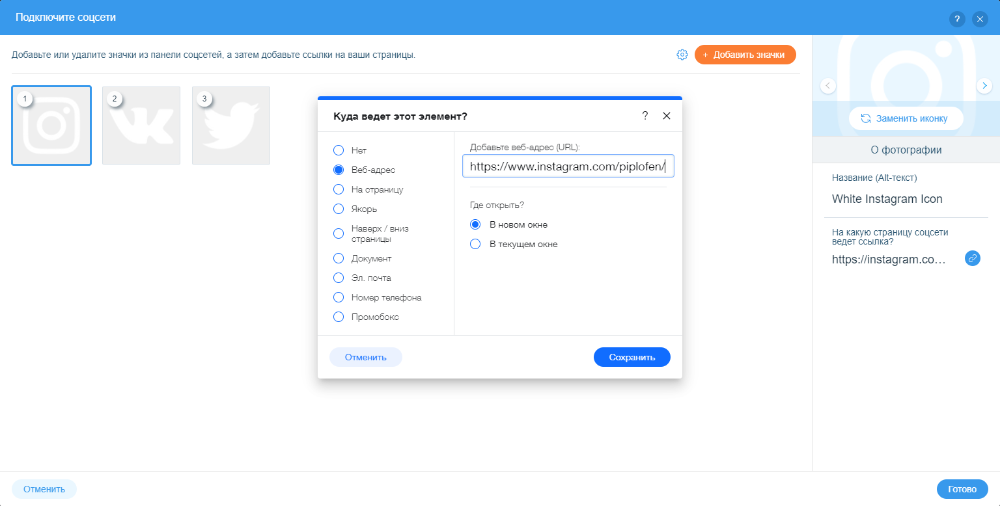 Подключите соцсети
?
Добавьте или удалите значки из панели соцсетей, а затем добавьте ссылки на ваши страницы.
+ Добавить значки
1
2
3
Куда ведет этот элемент?
?
Нет
Веб-адрес
На страницу
Якорь
Наверх / вниз
страницы
Документ
Эл. почта
Номер телефона
Промобокс
Добавьте веб-адрес (URL):
https://www.instagram.com/piplofen/
Где открыть?
В новом окне
В текущем окне
Отменить
Сохранить
Заменить иконку
О фотографии
Название (Alt-текст)
White Instagram Icon
На какую страницу соцсети
ведет ссылка?
https://instagram.co…
Отменить
Готово